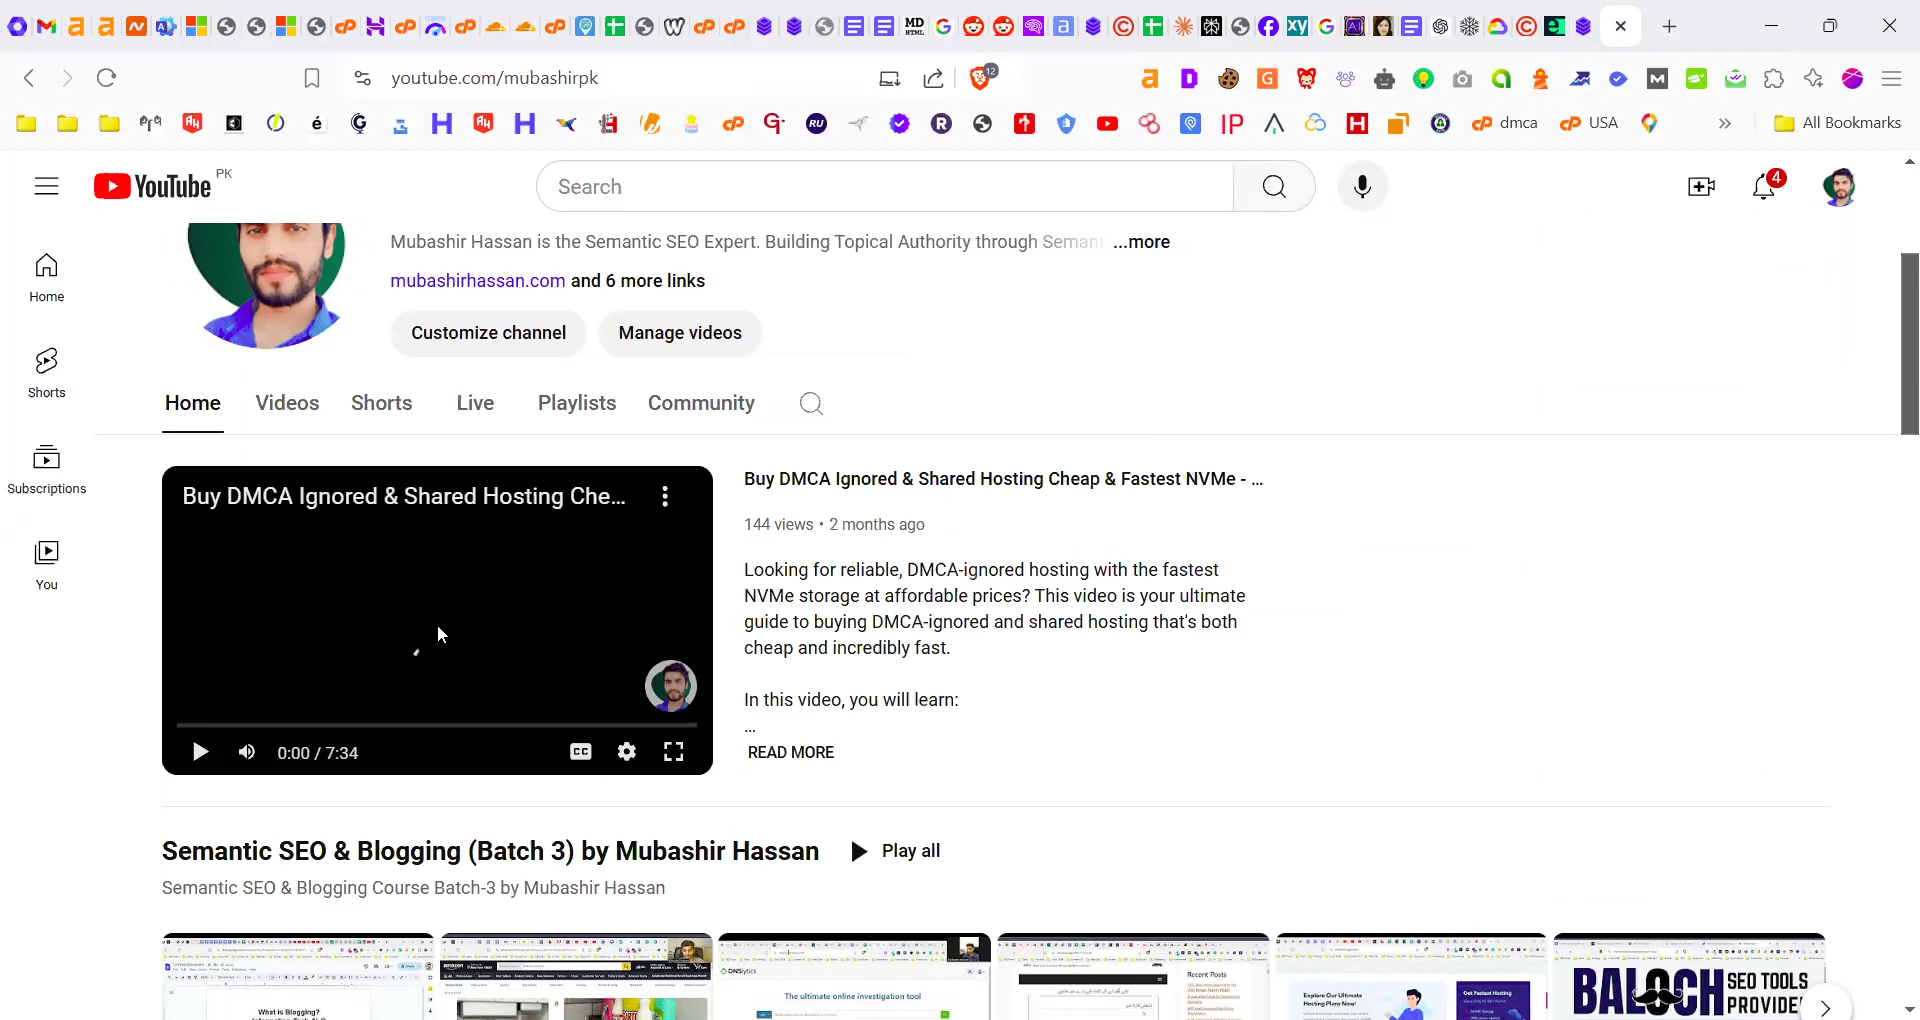 youtube.com/mubashirpk
12
dmca
USA
All Bookmarks
YouTube PK
Search
4
Home
Shorts
Subscriptions
You
Mubashir Hassan is the Semantic SEO Expert. Building Topical Authority through Semant ...more
mubashirhassan.com and 6 more links
Customize channel
Manage videos
Home
Videos
Shorts
Live
Playlists
Community
Buy DMCA Ignored & Shared Hosting Che...
0:00 / 7:34
CC
Buy DMCA Ignored & Shared Hosting Cheap & Fastest NVMe - ...
144 views • 2 months ago
Looking for reliable, DMCA-ignored hosting with the fastest
NVMe storage at affordable prices? This video is your ultimate
guide to buying DMCA-ignored and shared hosting that's both
cheap and incredibly fast.
In this video, you will learn:
...
READ MORE
Semantic SEO & Blogging (Batch 3) by Mubashir Hassan
Play all
Semantic SEO & Blogging Course Batch-3 by Mubashir Hassan
What is Blogging?
amazon
DNSlytics
The ultimate online investigation tool
Recent Posts
Explore Our Ultimate
Hosting Plans Now!
Get Fastest Hosting
BALOCH
SEO TOOLS
PROVIDE